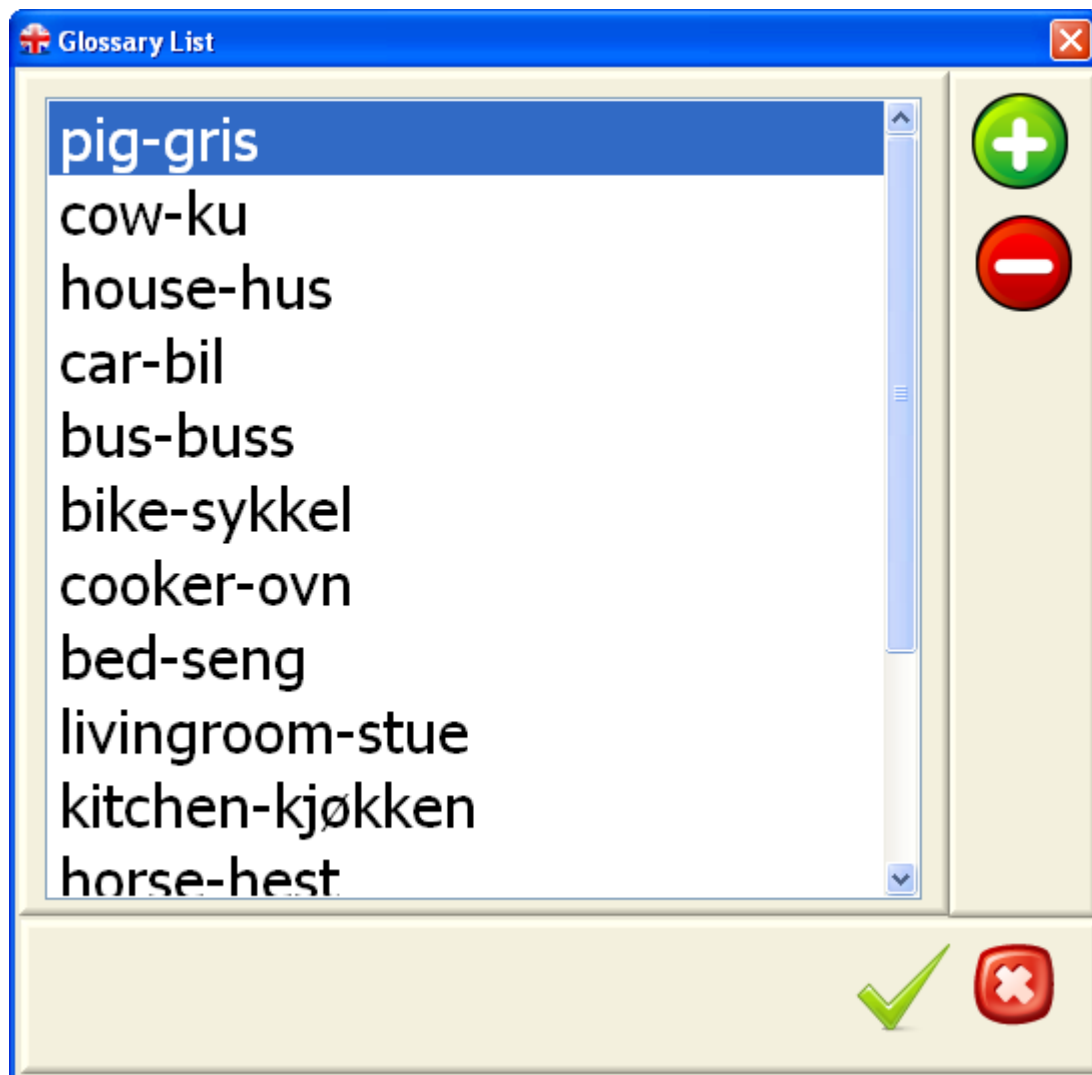 Glossary List
pig-gris
cow-ku
house-hus
car-bil
bus-buss
bike-sykkel
cooker-ovn
bed-seng
livingroom-stue
kitchen-kjøkken
horse-hest